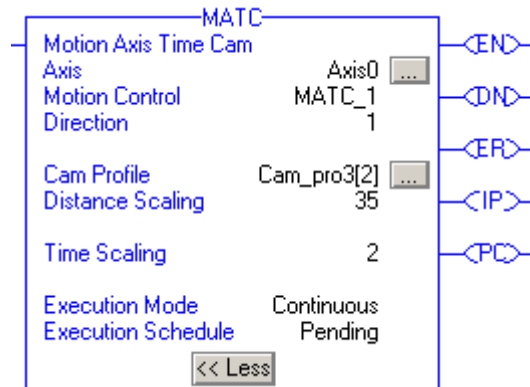 MATC
Motion Axis Time Cam
EN
Axis Axis0 ...
DN
Motion Control MATC_1
Direction 1
ER
Cam Profile Cam_pro3[2] ...
Distance Scaling 35
IP
Time Scaling 2
PC
Execution Mode Continuous
Execution Schedule Pending
<< Less